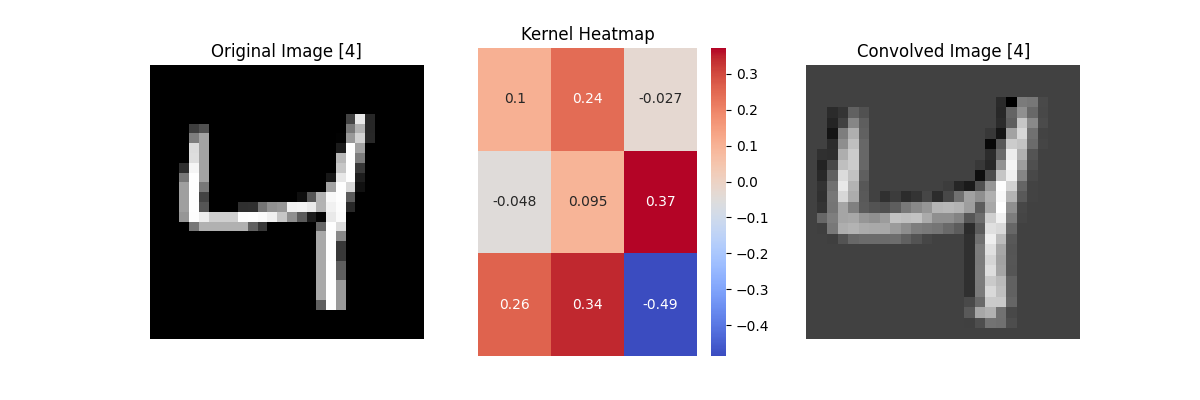 Original Image [4]
Kernel Heatmap
Convolved Image [4]
4
0.1 0.24 -0.027
-0.048 0.095 0.37
0.26 0.34 -0.49
0.3
0.2
0.1
0.0
−0.1
−0.2
−0.3
−0.4
4